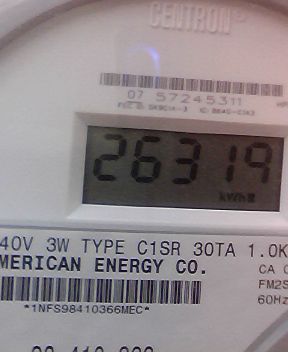 CENTRON®
07 57245311
26319
kWh
40V 3W TYPE C1SR 30TA 1.0K
MERICAN ENERGY CO.
CA 
FM2S
60Hz
*1NFS98410366MEC*